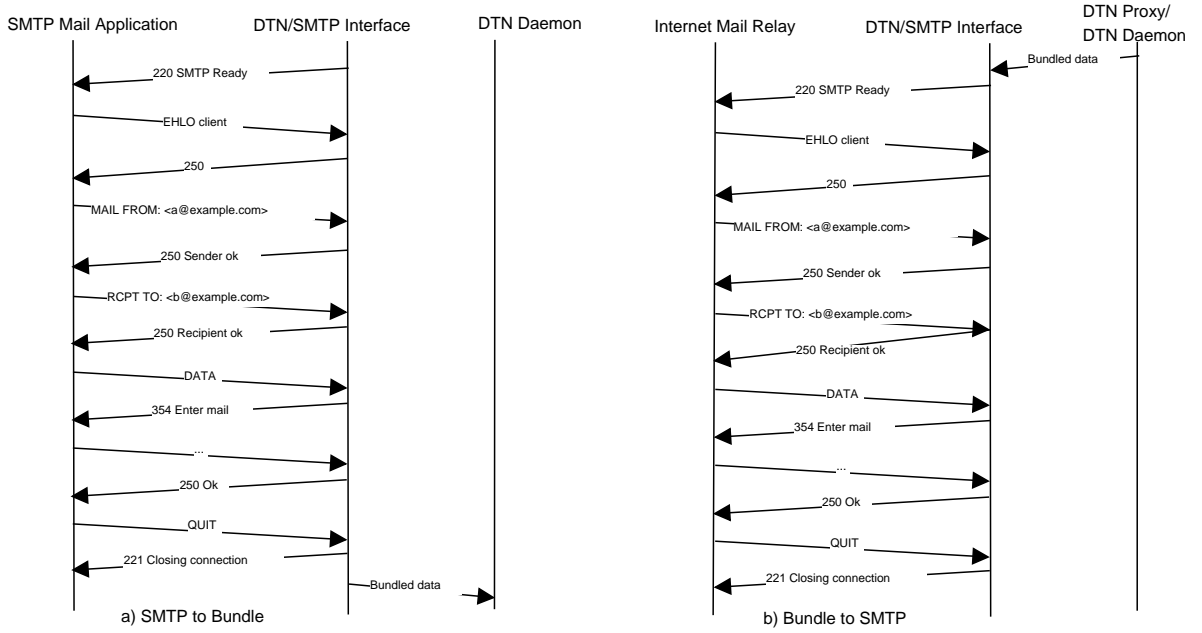 SMTP Mail Application
DTN/SMTP Interface
DTN Daemon
220 SMTP Ready
EHLO client
250
MAIL FROM: <a@example.com>
250 Sender ok
RCPT TO: <b@example.com>
250 Recipient ok
DATA
354 Enter mail
...
250 Ok
QUIT
221 Closing connection
Bundled data
a) SMTP to Bundle
Internet Mail Relay
DTN/SMTP Interface
DTN Proxy/
DTN Daemon
Bundled data
220 SMTP Ready
EHLO client
250
MAIL FROM: <a@example.com>
250 Sender ok
RCPT TO: <b@example.com>
250 Recipient ok
DATA
354 Enter mail
...
250 Ok
QUIT
221 Closing connection
b) Bundle to SMTP